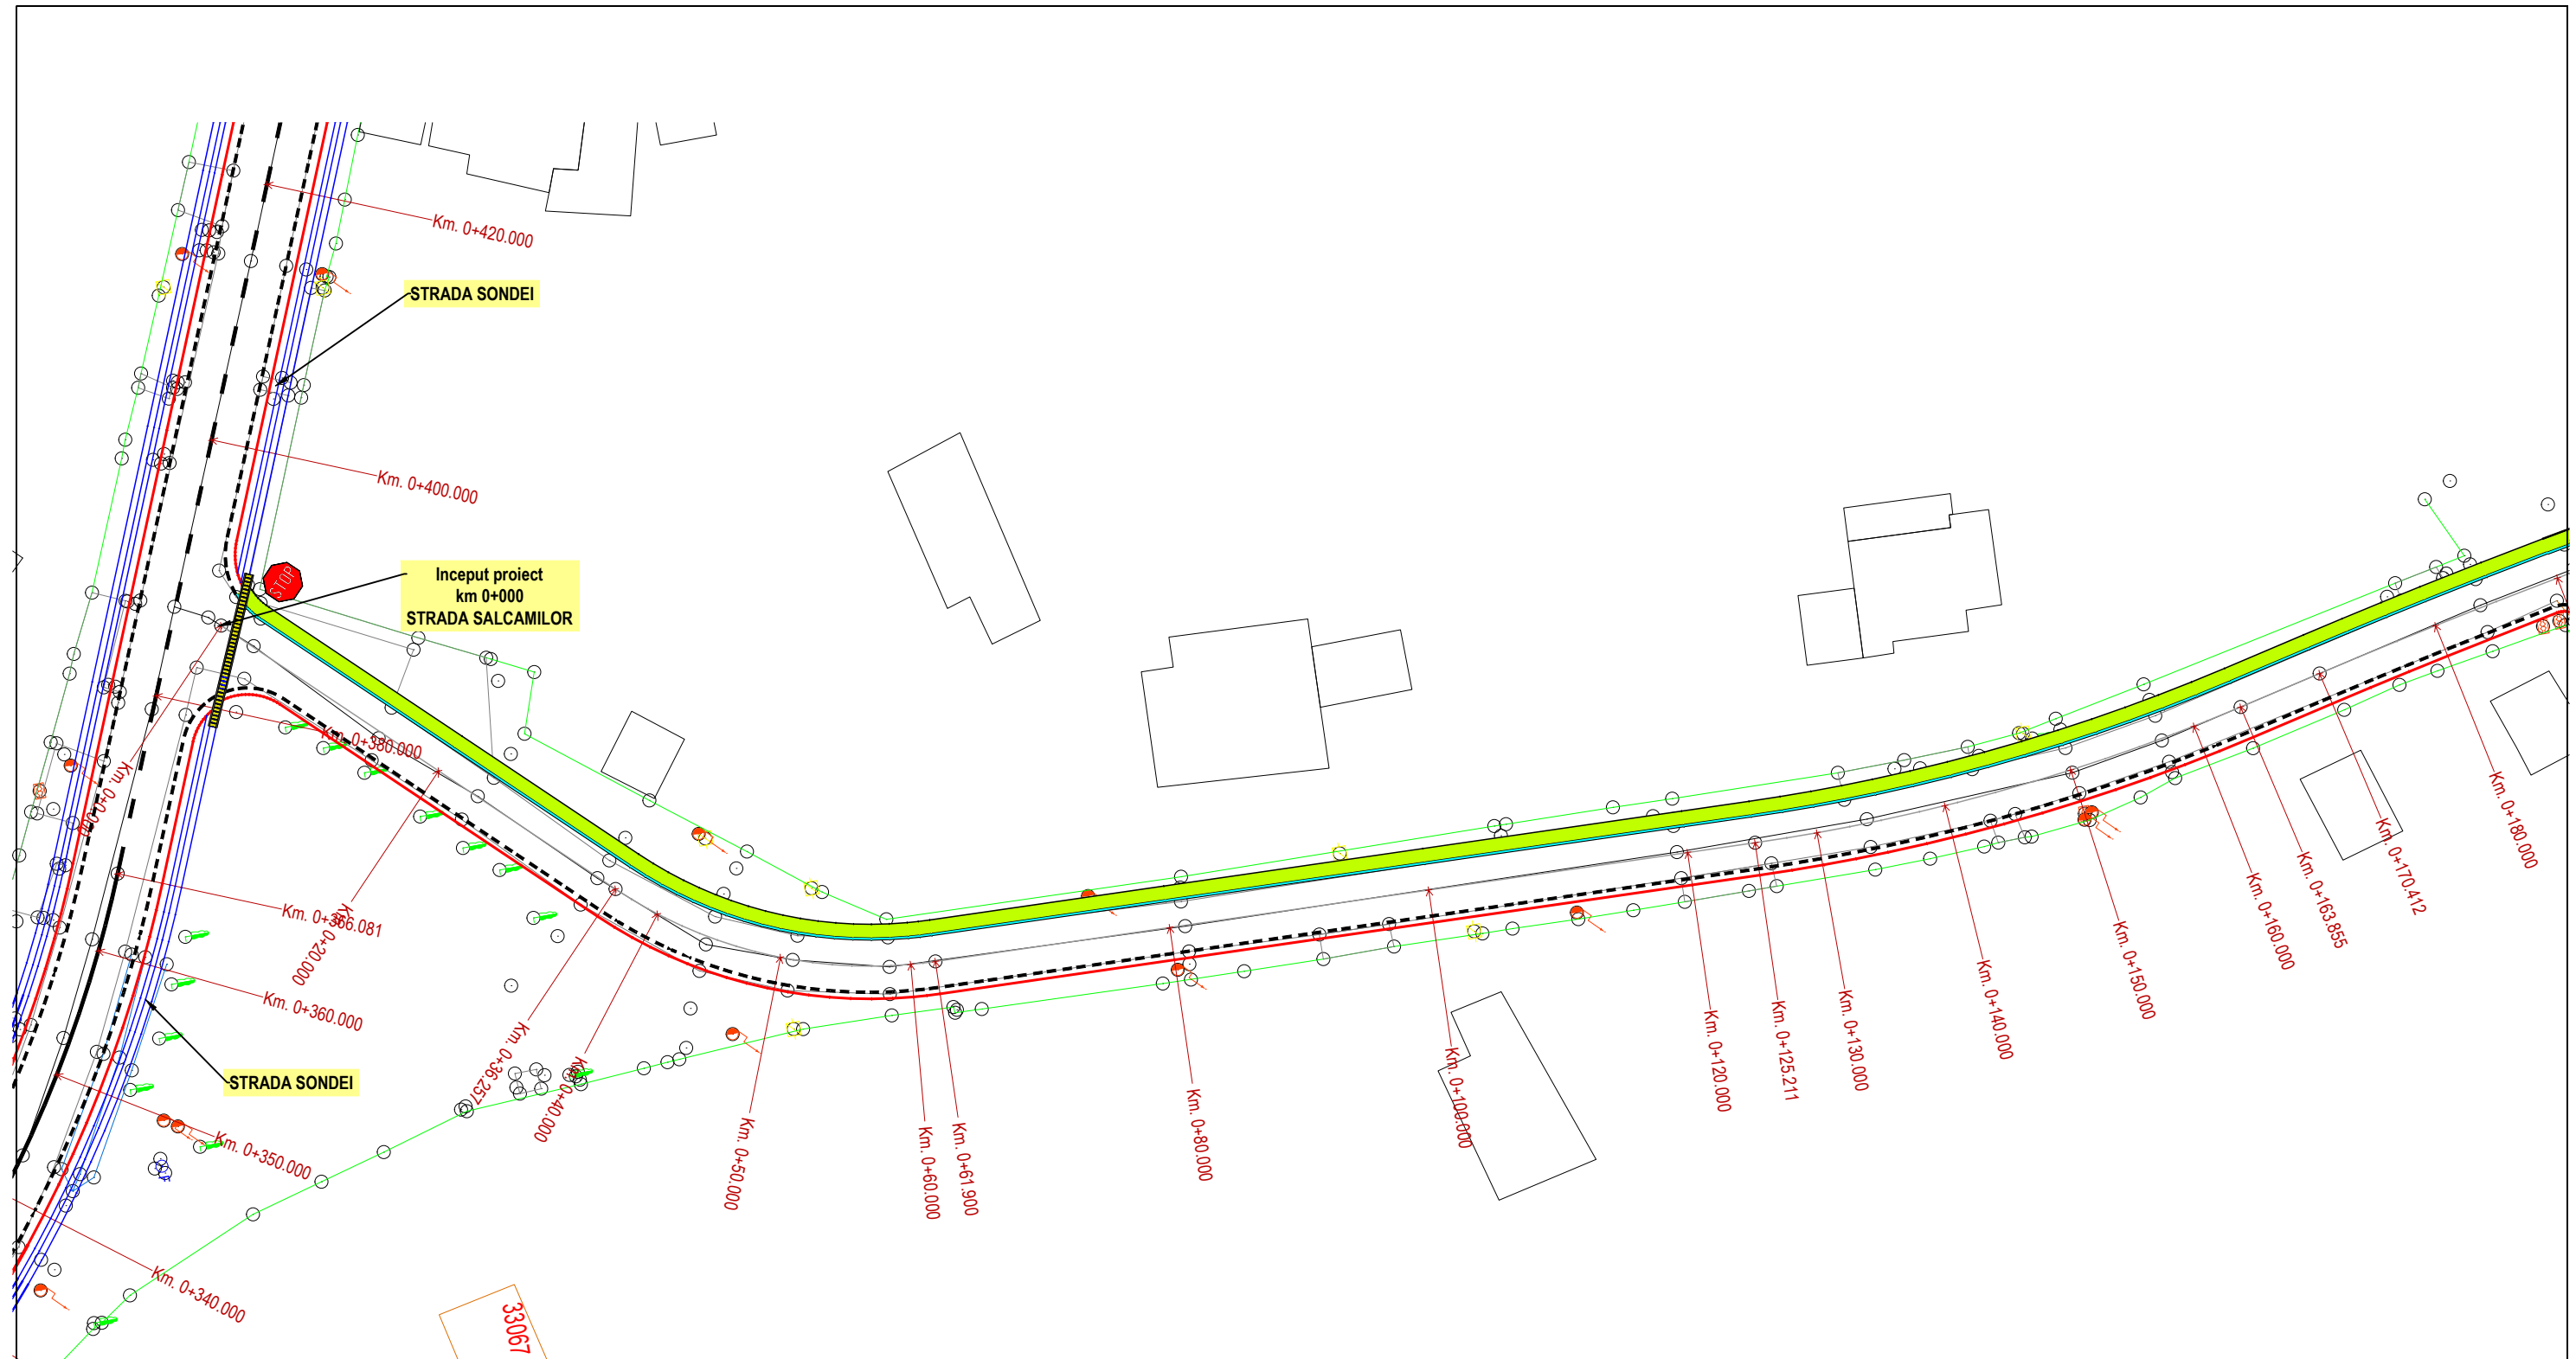 Km. 0+420.000
STRADA SONDEI
Km. 0+400.000
STOP
Inceput proiect
km 0+000
STRADA SALCAMILOR
Km. 0+380.000
Km. 0+0.000
Km. 0+366.081
Km. 0+20.000
Km. 0+360.000
Km. 0+36.257
Km. 0+40.000
STRADA SONDEI
Km. 0+350.000
Km. 0+50.000
Km. 0+60.000
Km. 0+61.900
Km. 0+80.000
Km. 0+100.000
Km. 0+120.000
Km. 0+125.211
Km. 0+130.000
Km. 0+140.000
Km. 0+150.000
Km. 0+160.000
Km. 0+163.855
Km. 0+170.412
Km. 0+180.000
Km. 0+340.000
33067